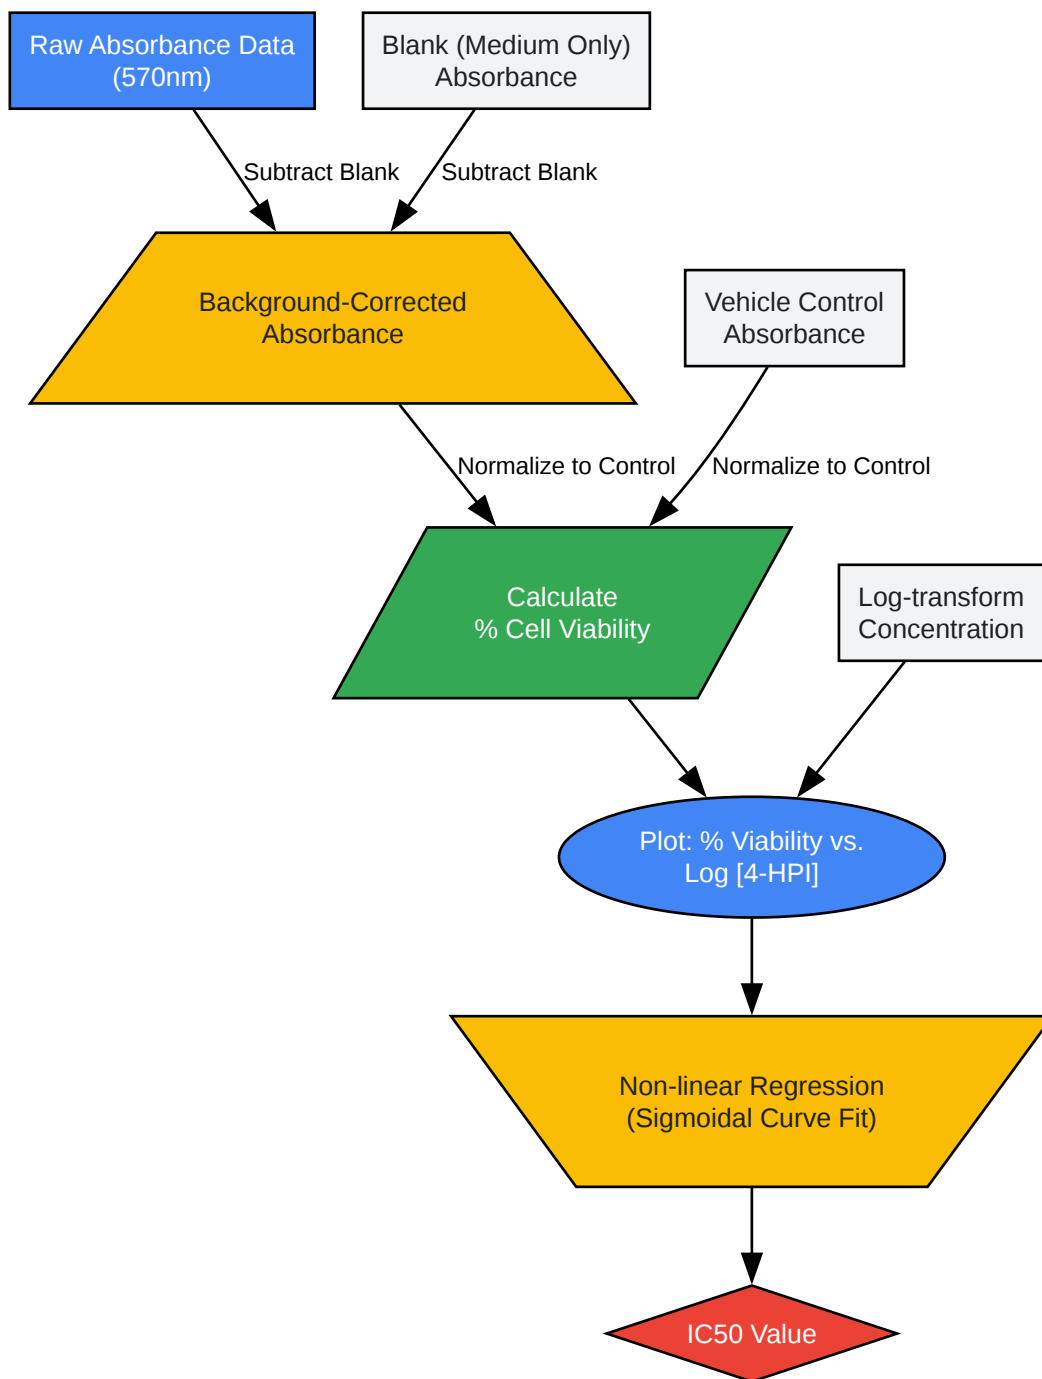 Raw Absorbance Data
(570nm)
Blank (Medium Only)
Absorbance
Subtract Blank
Subtract Blank
Background-Corrected
Absorbance
Vehicle Control
Absorbance
Normalize to Control
Normalize to Control
Calculate
% Cell Viability
Log-transform
Concentration
Plot: % Viability vs.
Log [4-HPI]
Non-linear Regression
(Sigmoidal Curve Fit)
IC50 Value